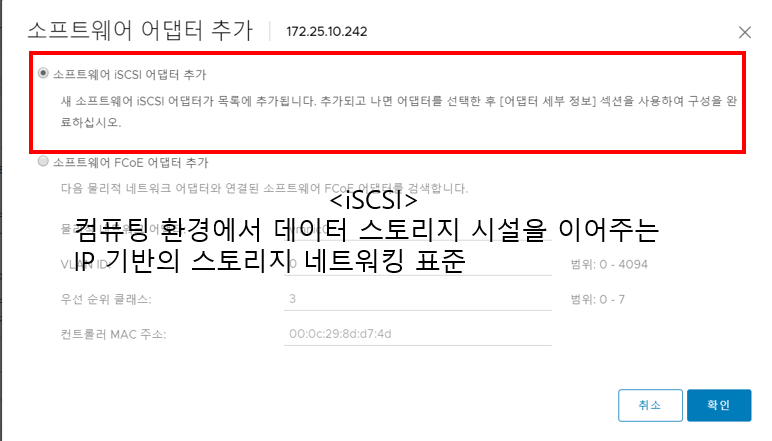 소프트웨어 어댑터 추가 172.25.10.242
소프트웨어 iSCSI 어댑터 추가
새 소프트웨어 iSCSI 어댑터가 목록에 추가됩니다. 추가되고 나면 어댑터를 선택한 후 [어댑터 세부 정보] 섹션을 사용하여 구성을 완
료하십시오.
소프트웨어 FCoE 어댑터 추가
다음 물리적 네트워크 어댑터와 연결된 소프트웨어 FCoE 어댑터를 검색합니다.
<iSCSI>
컴퓨팅 환경에서 데이터 스토리지 시설을 이어주는
IP 기반의 스토리지 네트워킹 표준
VLAN ID: 0 범위: 0 - 4094
우선 순위 클래스: 3 범위: 0 - 7
컨트롤러 MAC 주소: 00:0c:29:8d:d7:4d
취소 확인